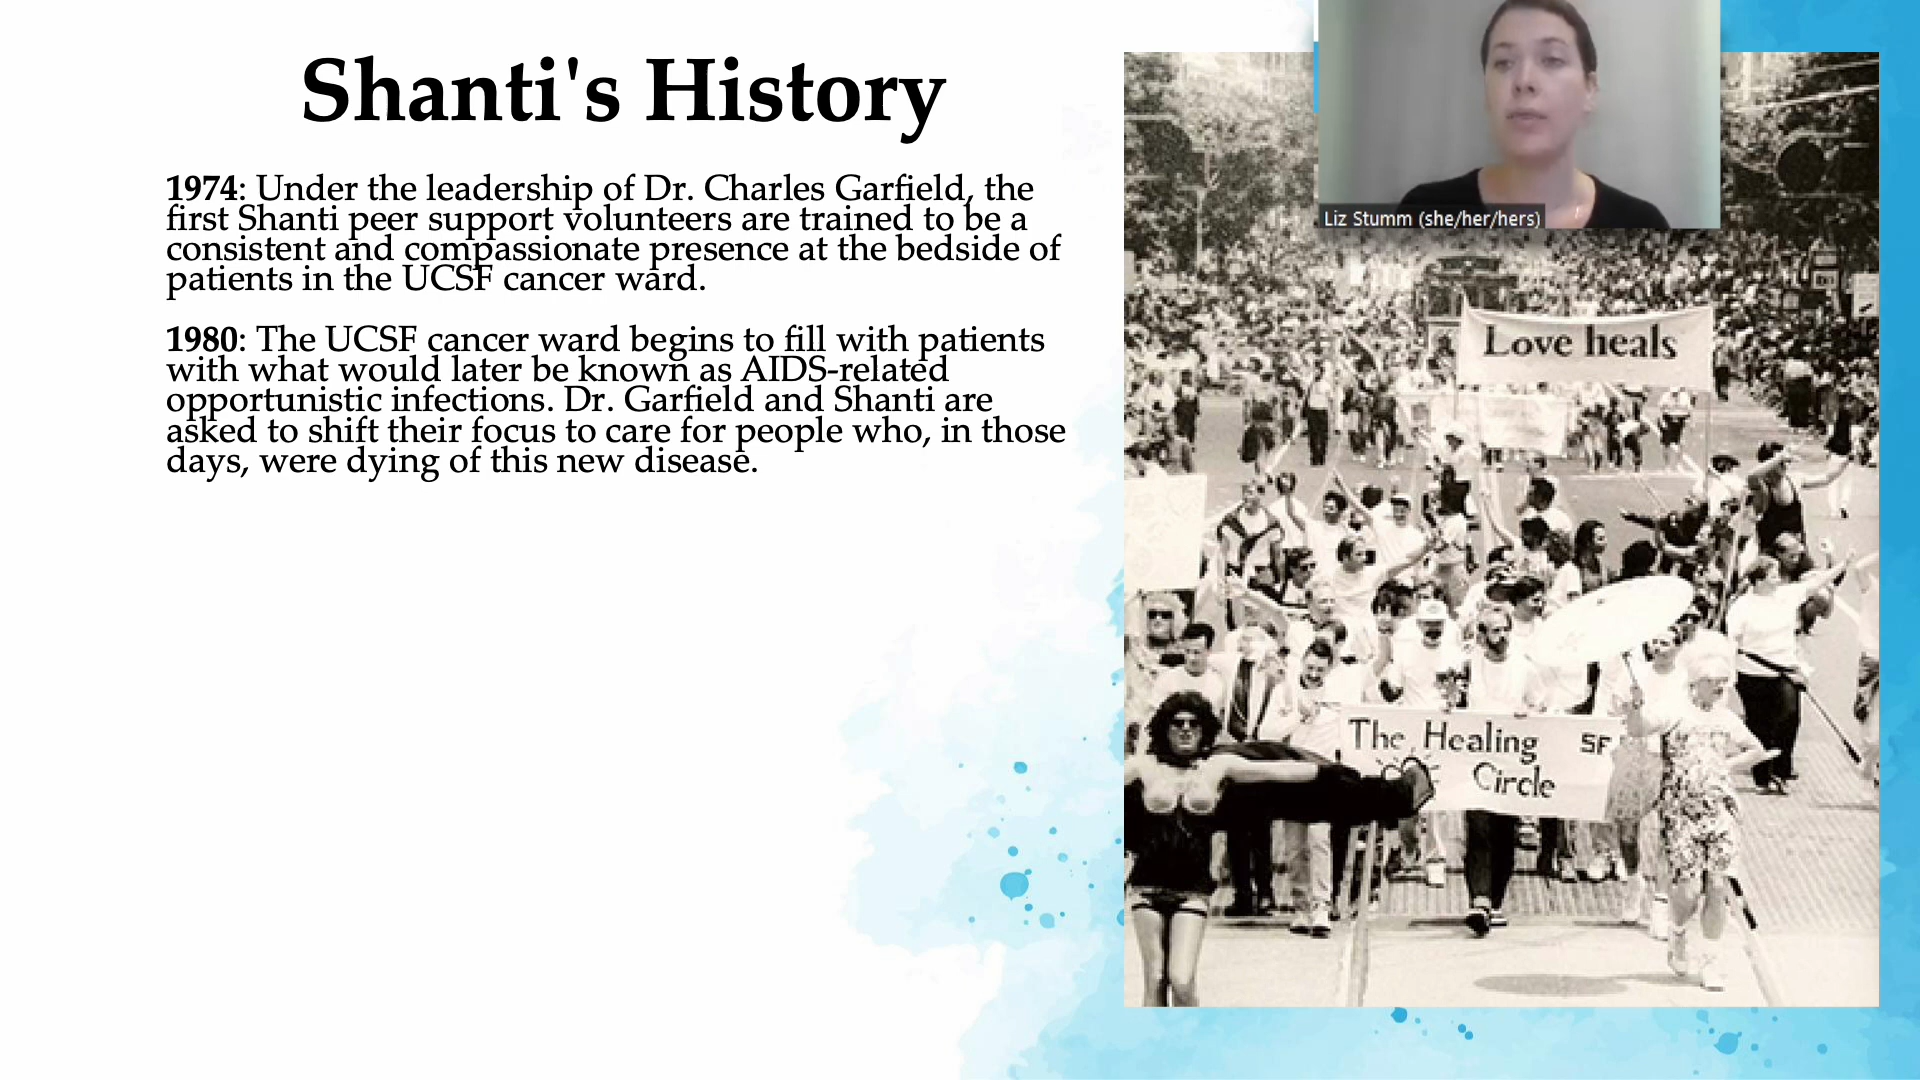 Shanti's History
1974: Under the leadership of Dr. Charles Garfield, the
first Shanti peer support volunteers are trained to be a
consistent and compassionate presence at the bedside of
patients in the UCSF cancer ward.
1980: The UCSF cancer ward begins to fill with patients
with what would later be known as AIDS-related
opportunistic infections. Dr. Garfield and Shanti are
asked to shift their focus to care for people who, in those
days, were dying of this new disease.
Liz Stumm (she/her/hers)
Love heals
The Healing SF
Circle